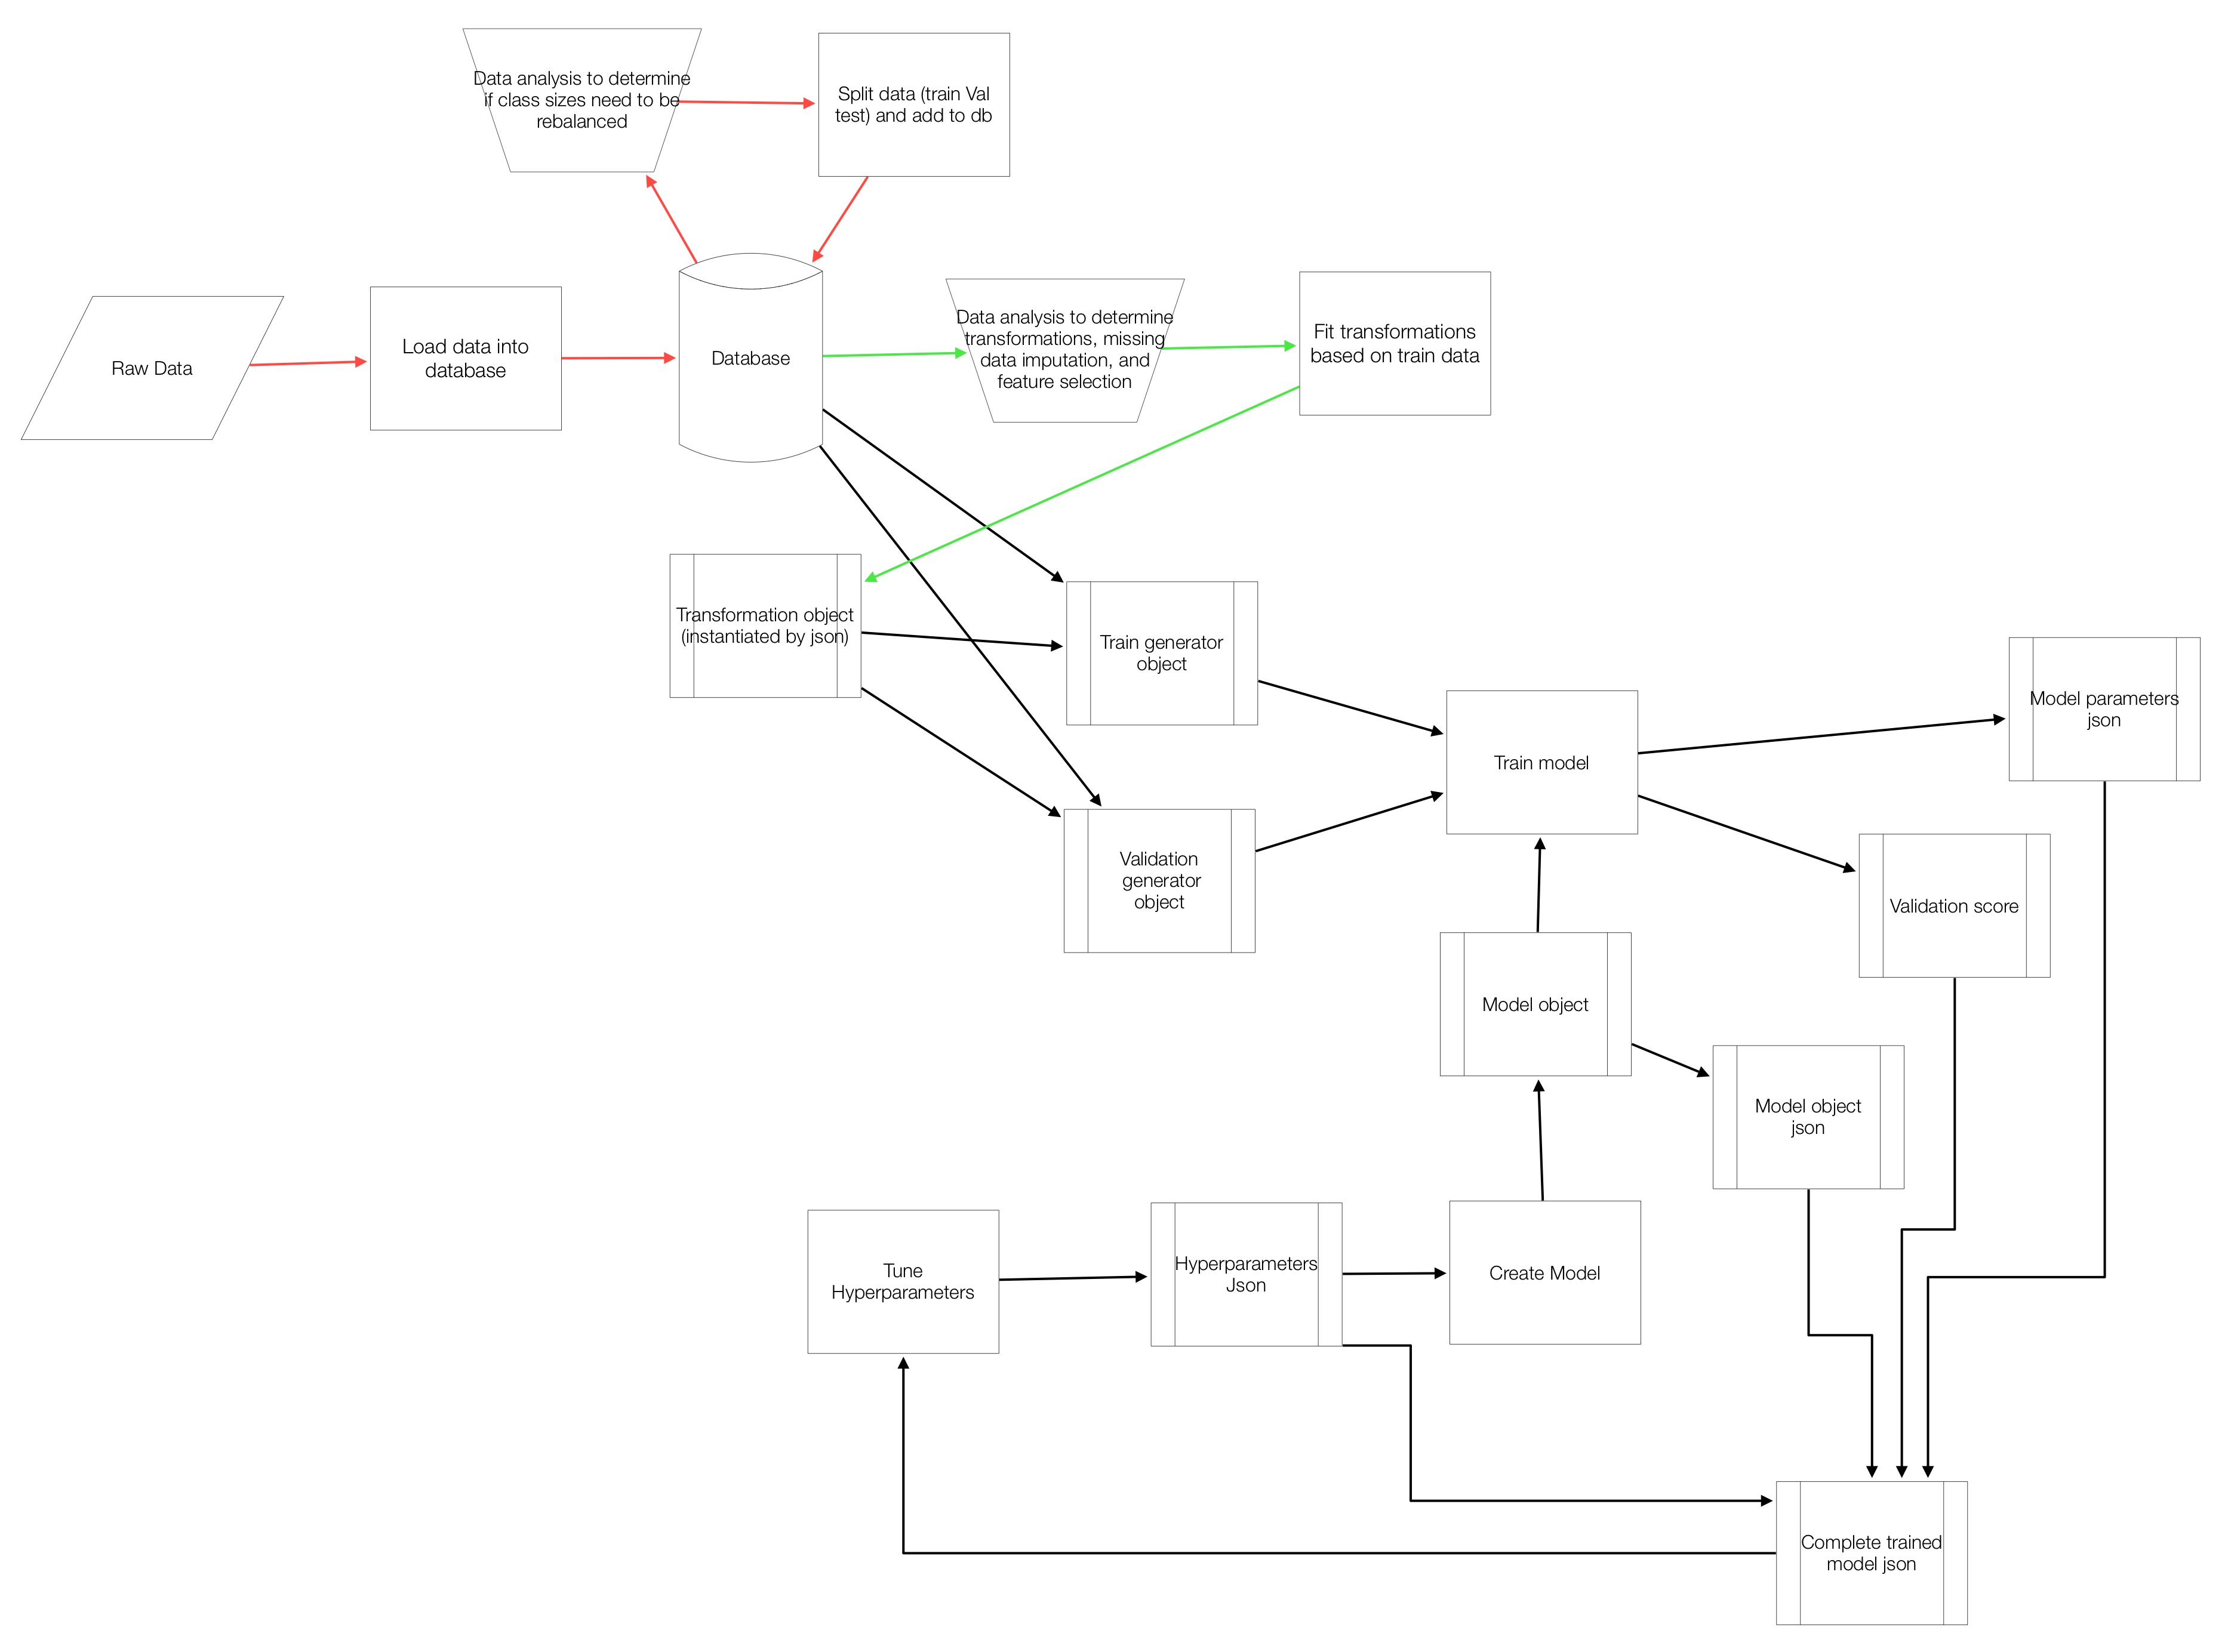 Data analysis to determine
if class sizes need to be
rebalanced
Split data (train Val
test) and add to db
Raw Data
Load data into
database
Database
Data analysis to determine
transformations, missing
data imputation, and
feature selection
Fit transformations
based on train data
Transformation object
(instantiated by json)
Train generator
object
Validation
generator
object
Train model
Model parameters
json
Validation score
Model object
Model object
json
Tune
Hyperparameters
Hyperparameters
Json
Create Model
Complete trained
model json